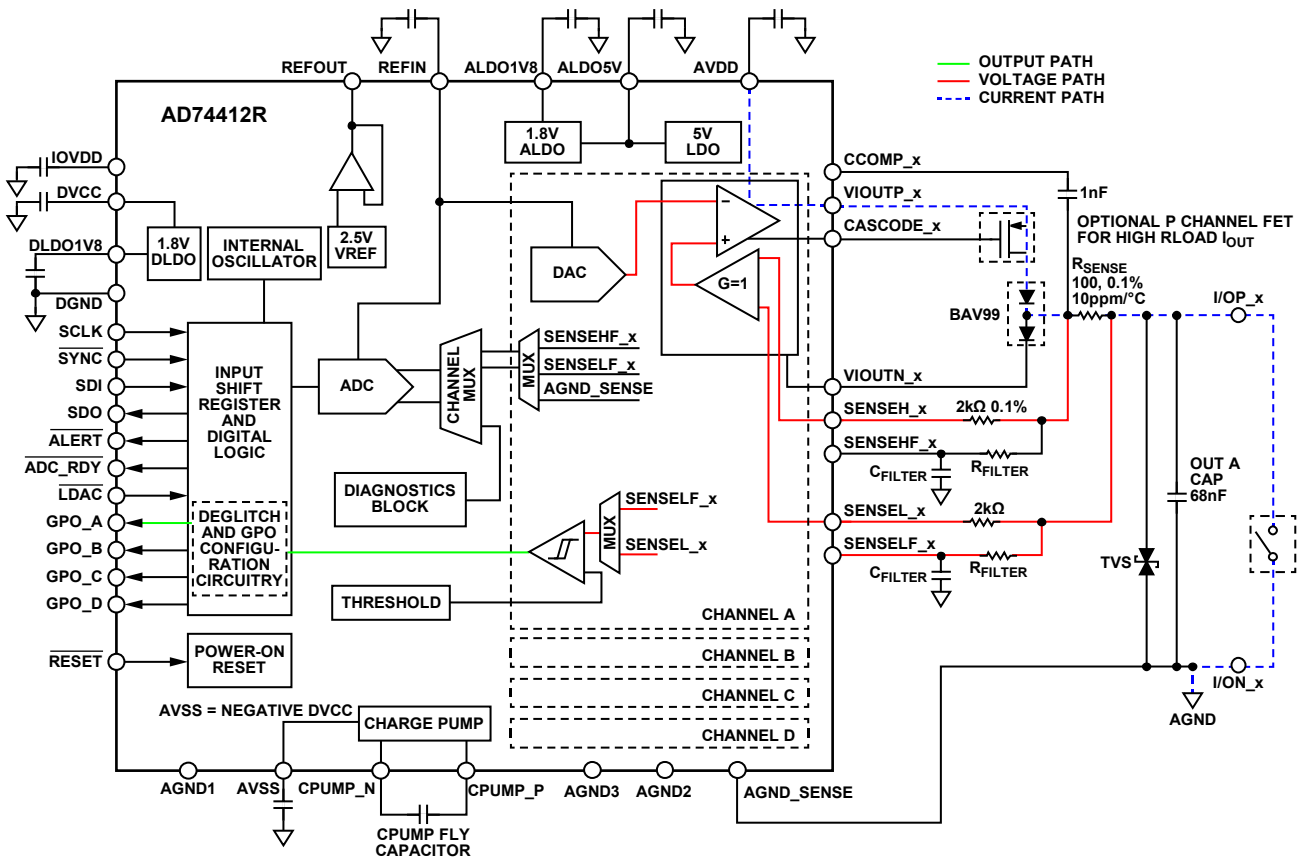 REFOUT
REFIN
ALDO1V8
ALDO5V
AVDD
OUTPUT PATH
VOLTAGE PATH
CURRENT PATH
AD74412R
1.8V
ALDO
5V
LDO
IOVDD
DVCC
DLDO1V8
DGND
SCLK
SYNC
SDI
SDO
ALERT
ADC_RDY
LDAC
GPO_A
GPO_B
GPO_C
GPO_D
RESET
1.8V
DLDO
INTERNAL
OSCILLATOR
2.5V
VREF
INPUT
SHIFT
REGISTER
AND
DIGITAL
LOGIC
DEGLITCH
AND GPO
CONFIGU-
RATION
CIRCUITRY
POWER-ON
RESET
ADC
CHANNEL
MUX
MUX
SENSEHF_x
SENSELF_x
AGND_SENSE
DAC
–
+
G=1
DIAGNOSTICS
BLOCK
THRESHOLD
MUX
SENSELF_x
SENSEL_x
CHANNEL A
CHANNEL B
CHANNEL C
CHANNEL D
CCOMP_x
VIOUTP_x
CASCODE_x
VIOUTN_x
SENSEH_x
SENSEHF_x
SENSEL_x
SENSELF_x
1nF
OPTIONAL P CHANNEL FET
FOR HIGH RLOAD IOUT
RSENSE
100, 0.1%
10ppm/°C
BAV99
I/OP_x
2kΩ 0.1%
CFILTER
RFILTER
2kΩ
CFILTER
RFILTER
OUT A
CAP
68nF
TVS
I/ON_x
AGND
AVSS = NEGATIVE DVCC
CHARGE PUMP
AGND1
AVSS
CPUMP_N
CPUMP_P
AGND3
AGND2
AGND_SENSE
CPUMP FLY
CAPACITOR